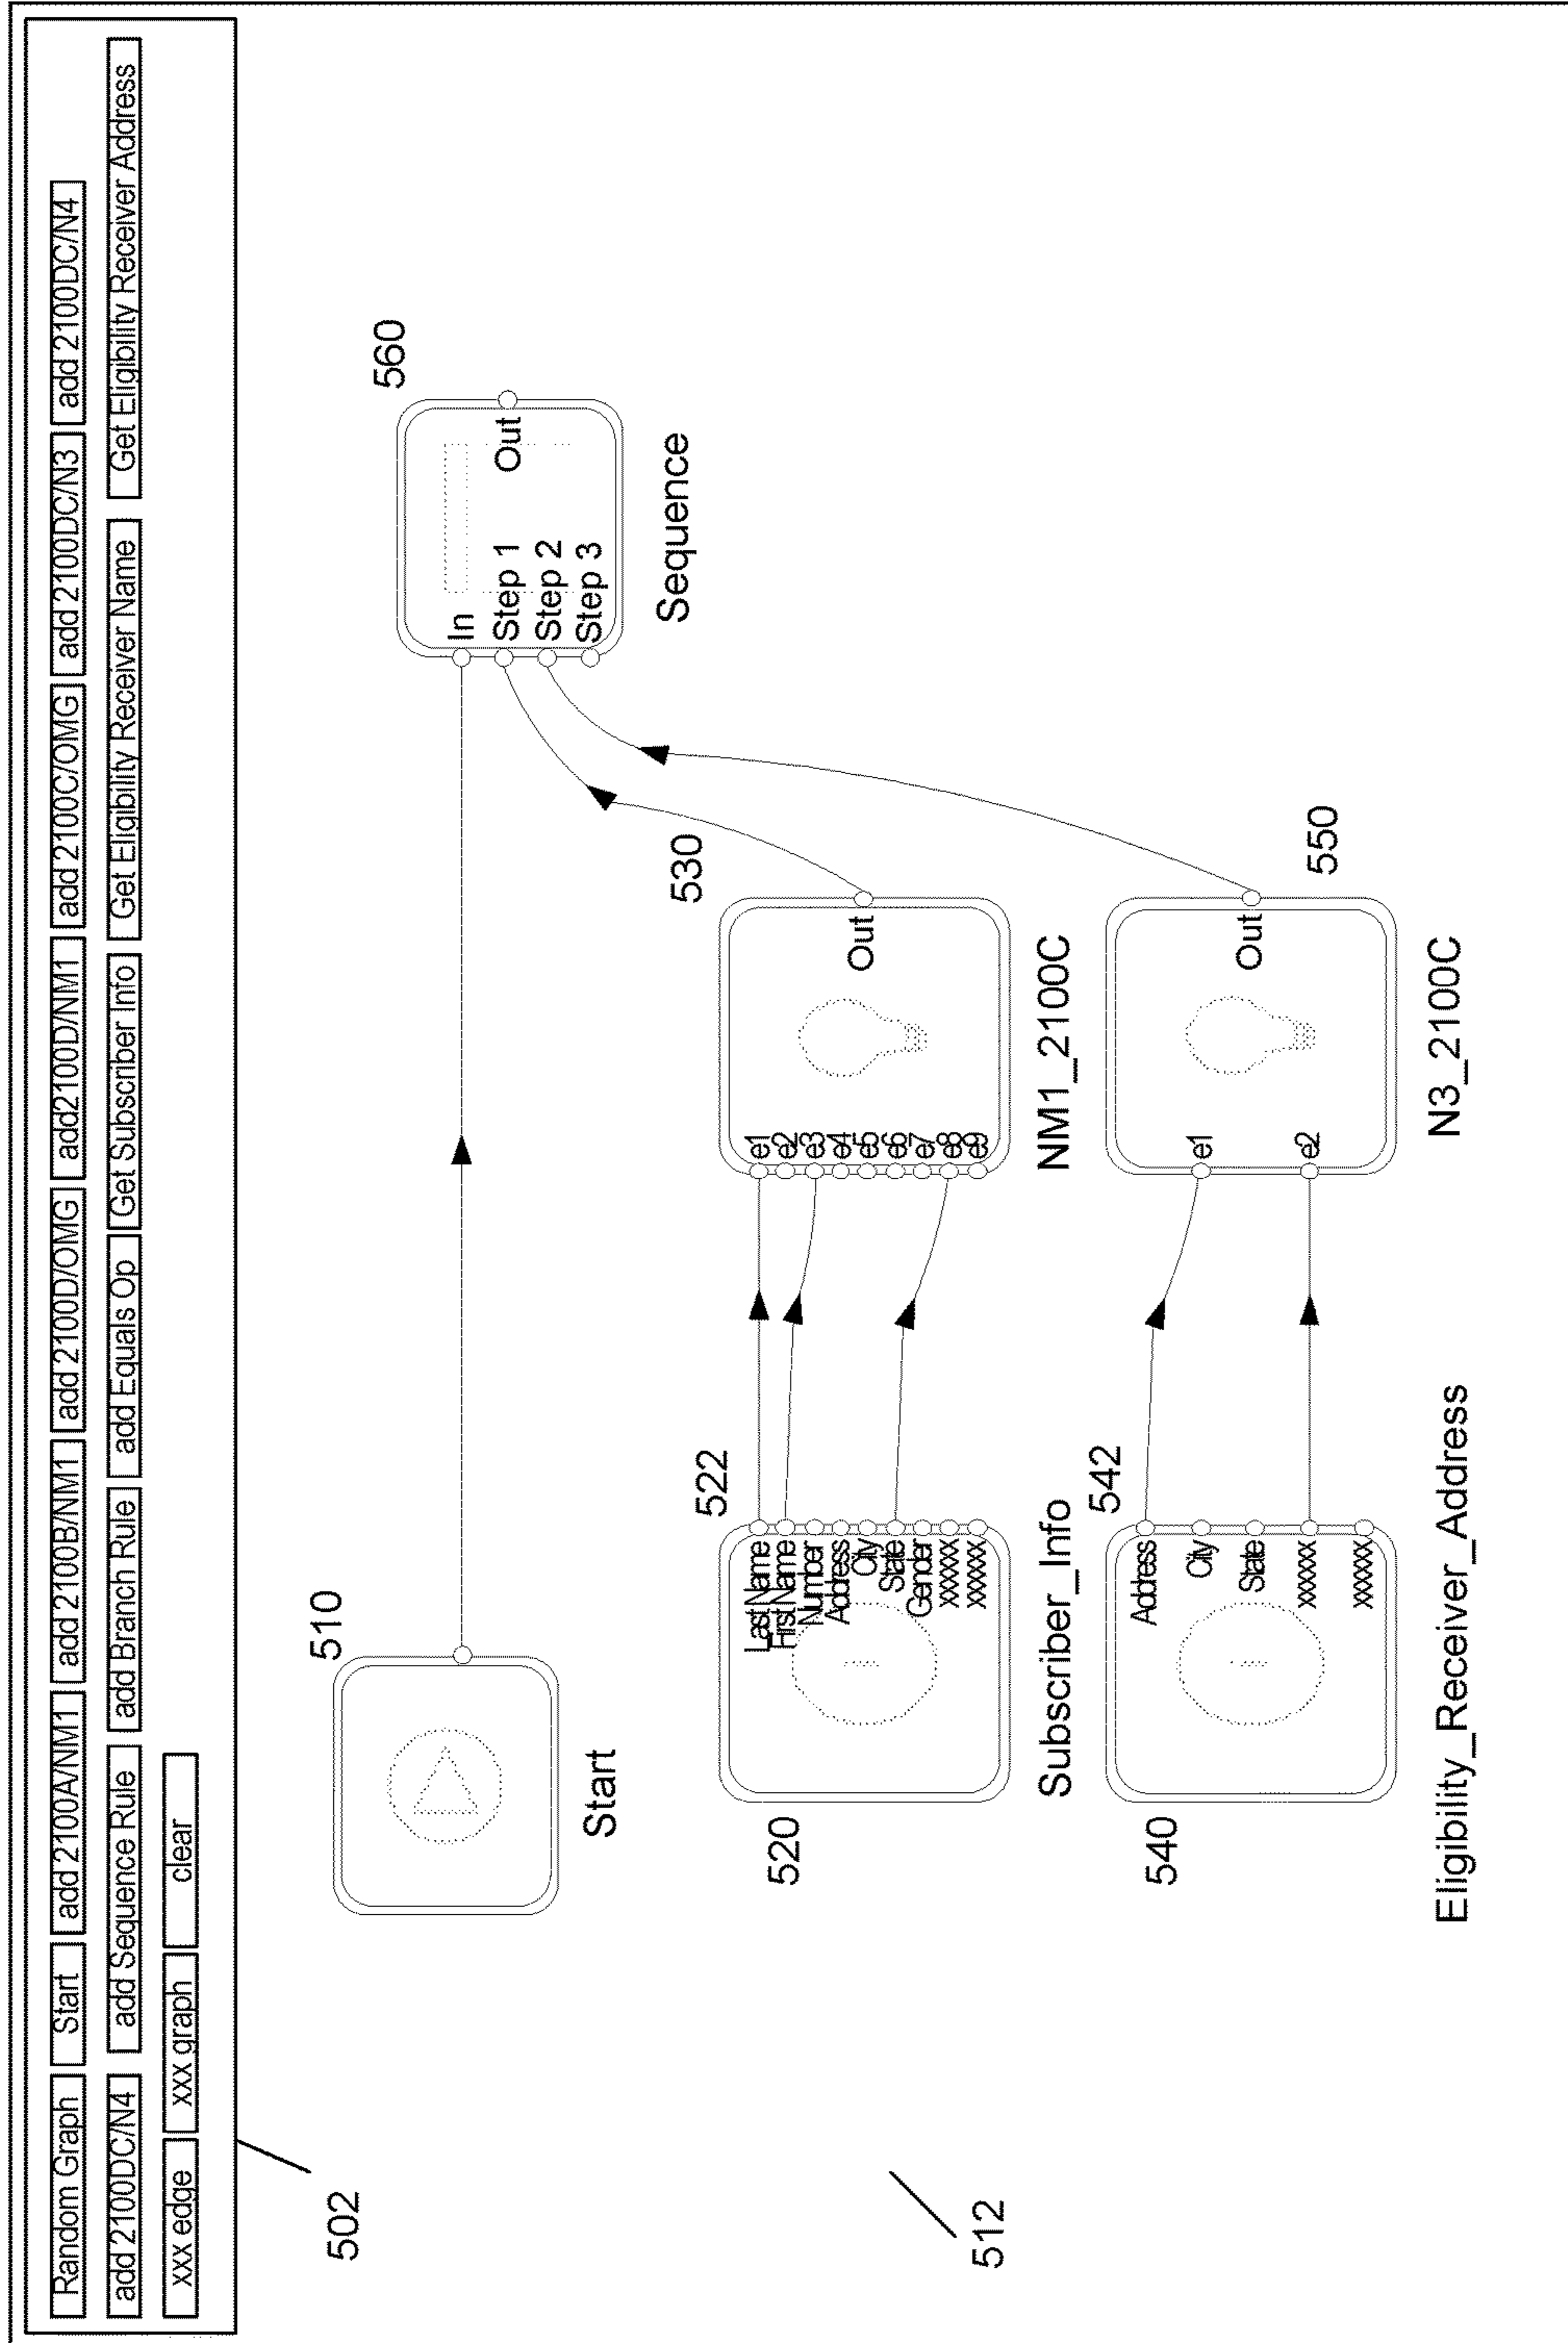 Random Graph Start add 2100A/NM1 add 2100B/NM1 add 2100D/OMG add2100D/NM1 add 2100C/OMG add 2100DC/N3 add 2100DC/N4
add 2100DC/N4 add Sequence Rule add Branch Rule add Equals Op Get Subscriber Info Get Eligibility Receiver Name Get Eligibility Receiver Address
xxx edge xxx graph clear
502
510
Start
560
In
Step 1
Step 2
Step 3
Out
Sequence
520
522
Last Name
First Name
Number
Address
City
State
Gender
xxxxxx
xxxxxx
Subscriber_Info
530
e1
e2
e3
e4
e5
e6
e7
e8
e9
Out
NM1_2100C
512
540
542
Address
City
State
xxxxxx
xxxxxx
Eligibility_Receiver_Address
550
e1
e2
Out
N3_2100C